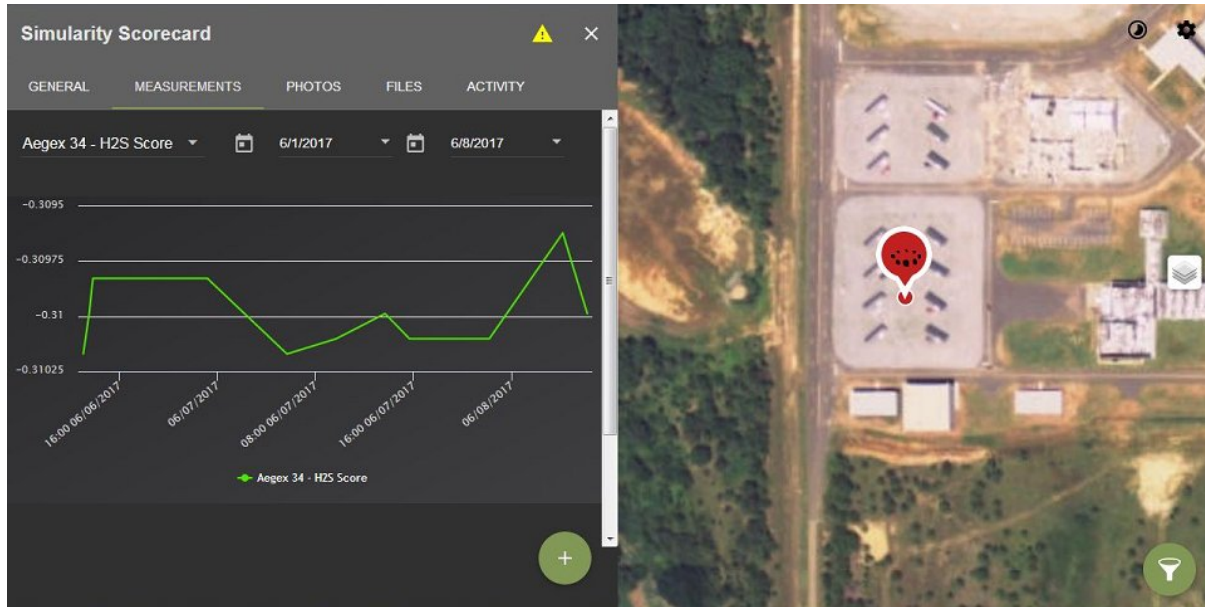 Simularity Scorecard
GENERAL MEASUREMENTS PHOTOS FILES ACTIVITY
Aegex 34 - H2S Score 6/1/2017 6/8/2017
-0.3095
-0.30975
-0.31
-0.31025
16:00 06/06/2017 06/07/2017 08:00 06/07/2017 16:00 06/07/2017 06/08/2017
Aegex 34 - H2S Score